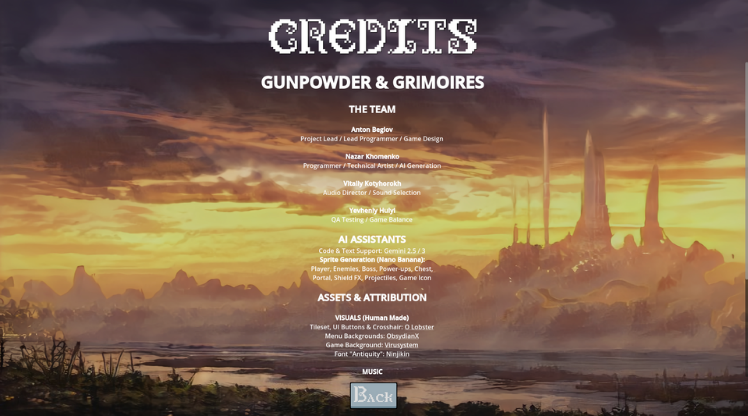 CREDITS
GUNPOWDER & GRIMOIRES
THE TEAM
Anton Beglov
Project Lead / Lead Programmer / Game Design
Nazar Khomenko
Programmer / Technical Artist / AI Generation
Vitaliy Kotyhorokh
Audio Director / Sound Selection
Yevheniy Hulyi
QA Testing / Game Balance
AI ASSISTANTS
Code & Text Support: Gemini 2.5 / 3
Sprite Generation (Nano Banana):
Player, Enemies, Boss, Power-ups, Chest,
Portal, Shield FX, Projectiles, Game Icon
ASSETS & ATTRIBUTION
VISUALS (Human Made)
Tileset, UI Buttons & Crosshair: O Lobster
Menu Backgrounds: ObsydianX
Game Background: Virusystem
Font "Antiquity": Ninjikin
MUSIC
Back